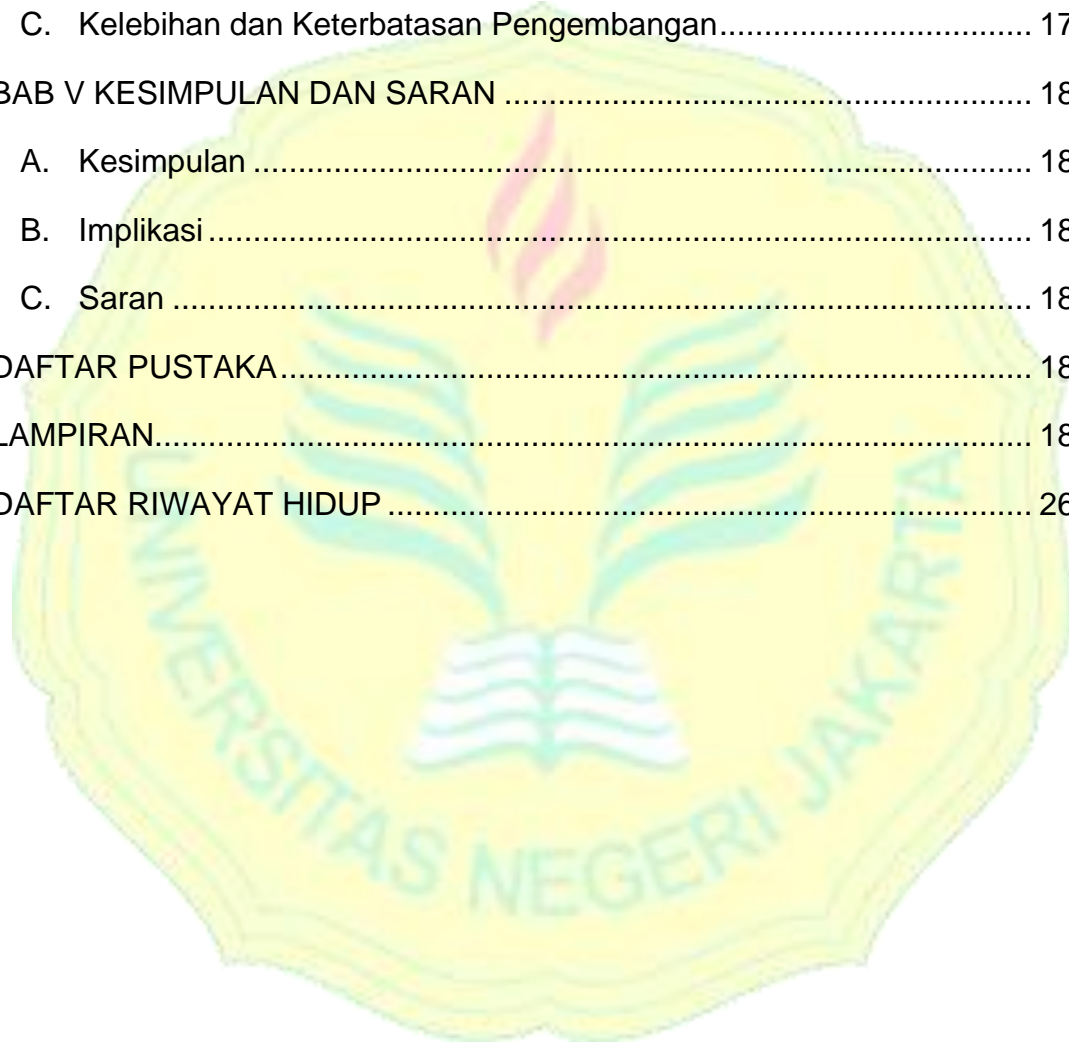 C. Kelebihan dan Keterbatasan Pengembangan.................................... 17
BAB V KESIMPULAN DAN SARAN ............................................................ 18
A. Kesimpulan ........................................................................................ 18
B. Implikasi ............................................................................................. 18
C. Saran ................................................................................................. 18
DAFTAR PUSTAKA..................................................................................... 18
LAMPIRAN................................................................................................... 18
DAFTAR RIWAYAT HIDUP ......................................................................... 26
UNIVERSITAS NEGERI JAKARTA